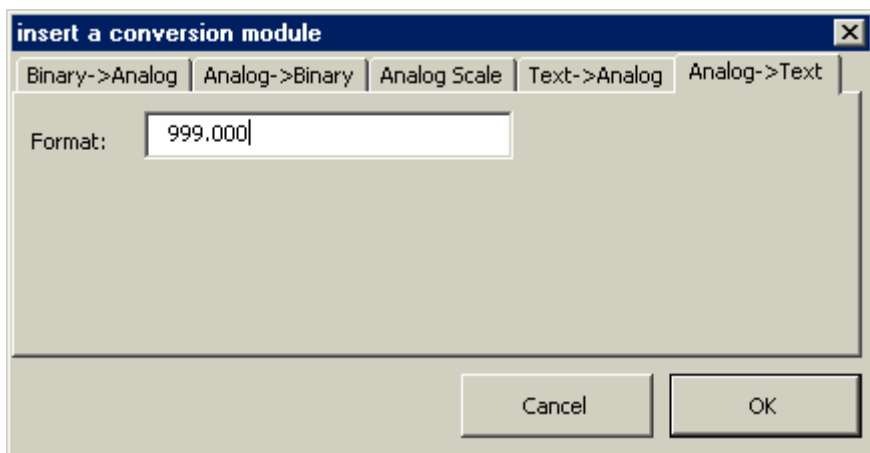 insert a conversion module
Binary->Analog Analog->Binary Analog Scale Text->Analog Analog->Text
Format: 999.000
Cancel OK